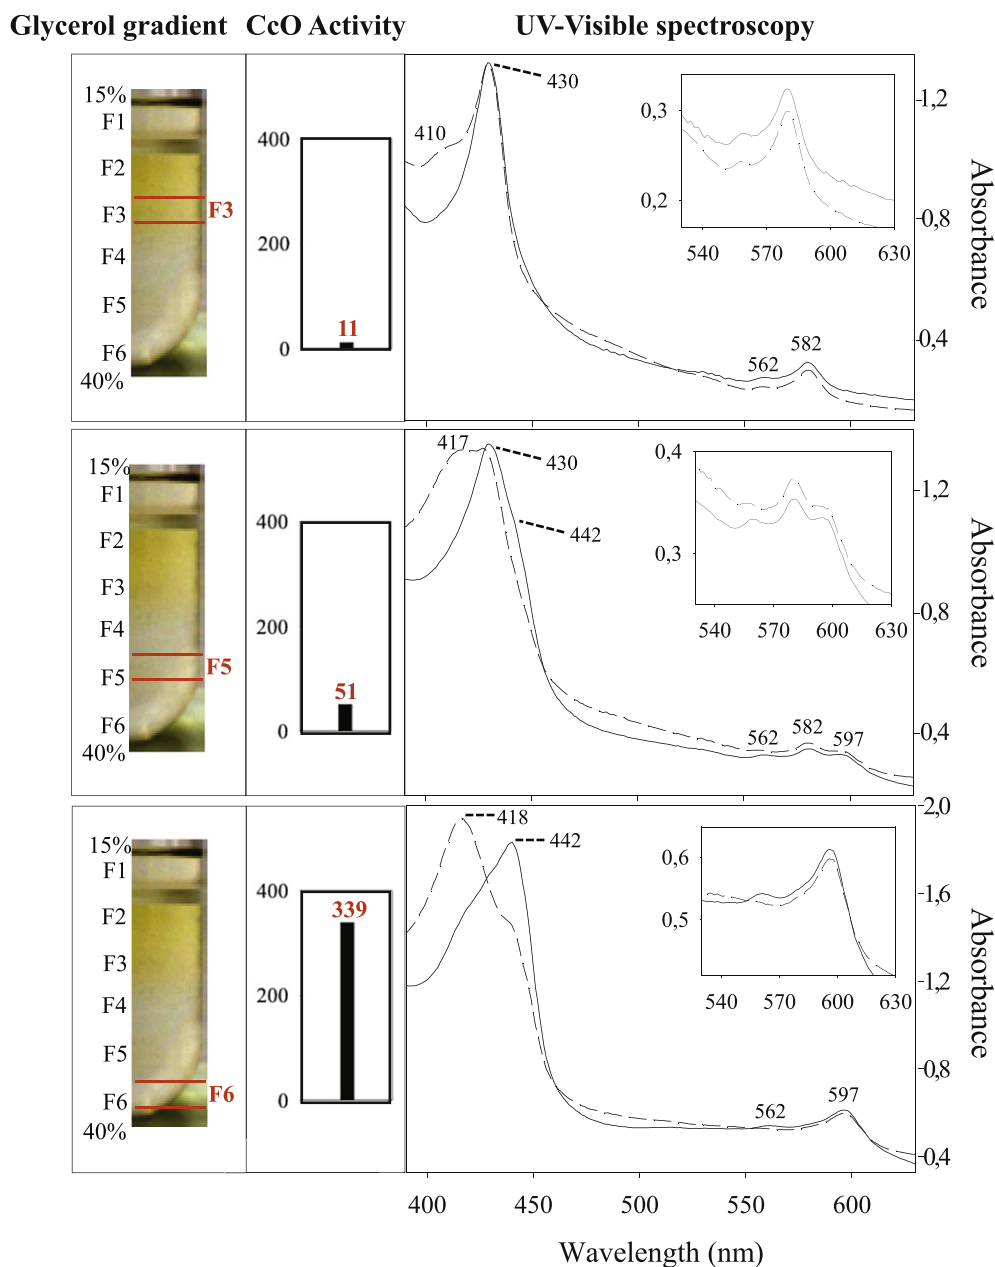 Glycerol gradient CcO Activity UV-Visible spectroscopy
15%
F1
F2
F3
F4
F5
F6
40%
F3
400
200
0
11
410
430
562
582
0,3
0,2
540 570 600 630
1,2
0,8
0,4
Absorbance
15%
F1
F2
F3
F4
F5
F6
40%
F5
400
200
0
51
417
430
442
562
582
597
0,4
0,3
540 570 600 630
1,2
0,8
0,4
Absorbance
15%
F1
F2
F3
F4
F5
F6
40%
F6
400
200
0
339
418
442
562
597
0,6
0,5
540 570 600 630
2,0
1,6
1,2
0,8
0,4
Absorbance
400 450 500 550 600
Wavelength (nm)